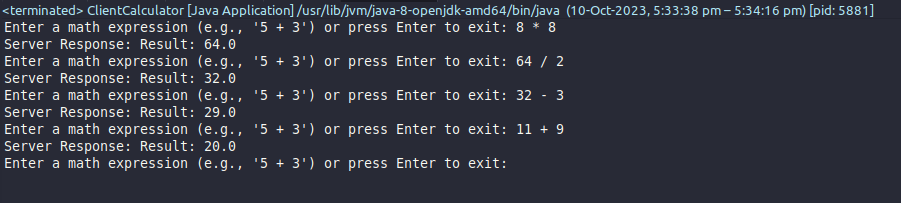 <terminated> ClientCalculator [Java Application] /usr/lib/jvm/java-8-openjdk-amd64/bin/java (10-Oct-2023, 5:33:38 pm – 5:34:16 pm) [pid: 5881]
Enter a math expression (e.g., '5 + 3') or press Enter to exit: 8 * 8
Server Response: Result: 64.0
Enter a math expression (e.g., '5 + 3') or press Enter to exit: 64 / 2
Server Response: Result: 32.0
Enter a math expression (e.g., '5 + 3') or press Enter to exit: 32 - 3
Server Response: Result: 29.0
Enter a math expression (e.g., '5 + 3') or press Enter to exit: 11 + 9
Server Response: Result: 20.0
Enter a math expression (e.g., '5 + 3') or press Enter to exit: